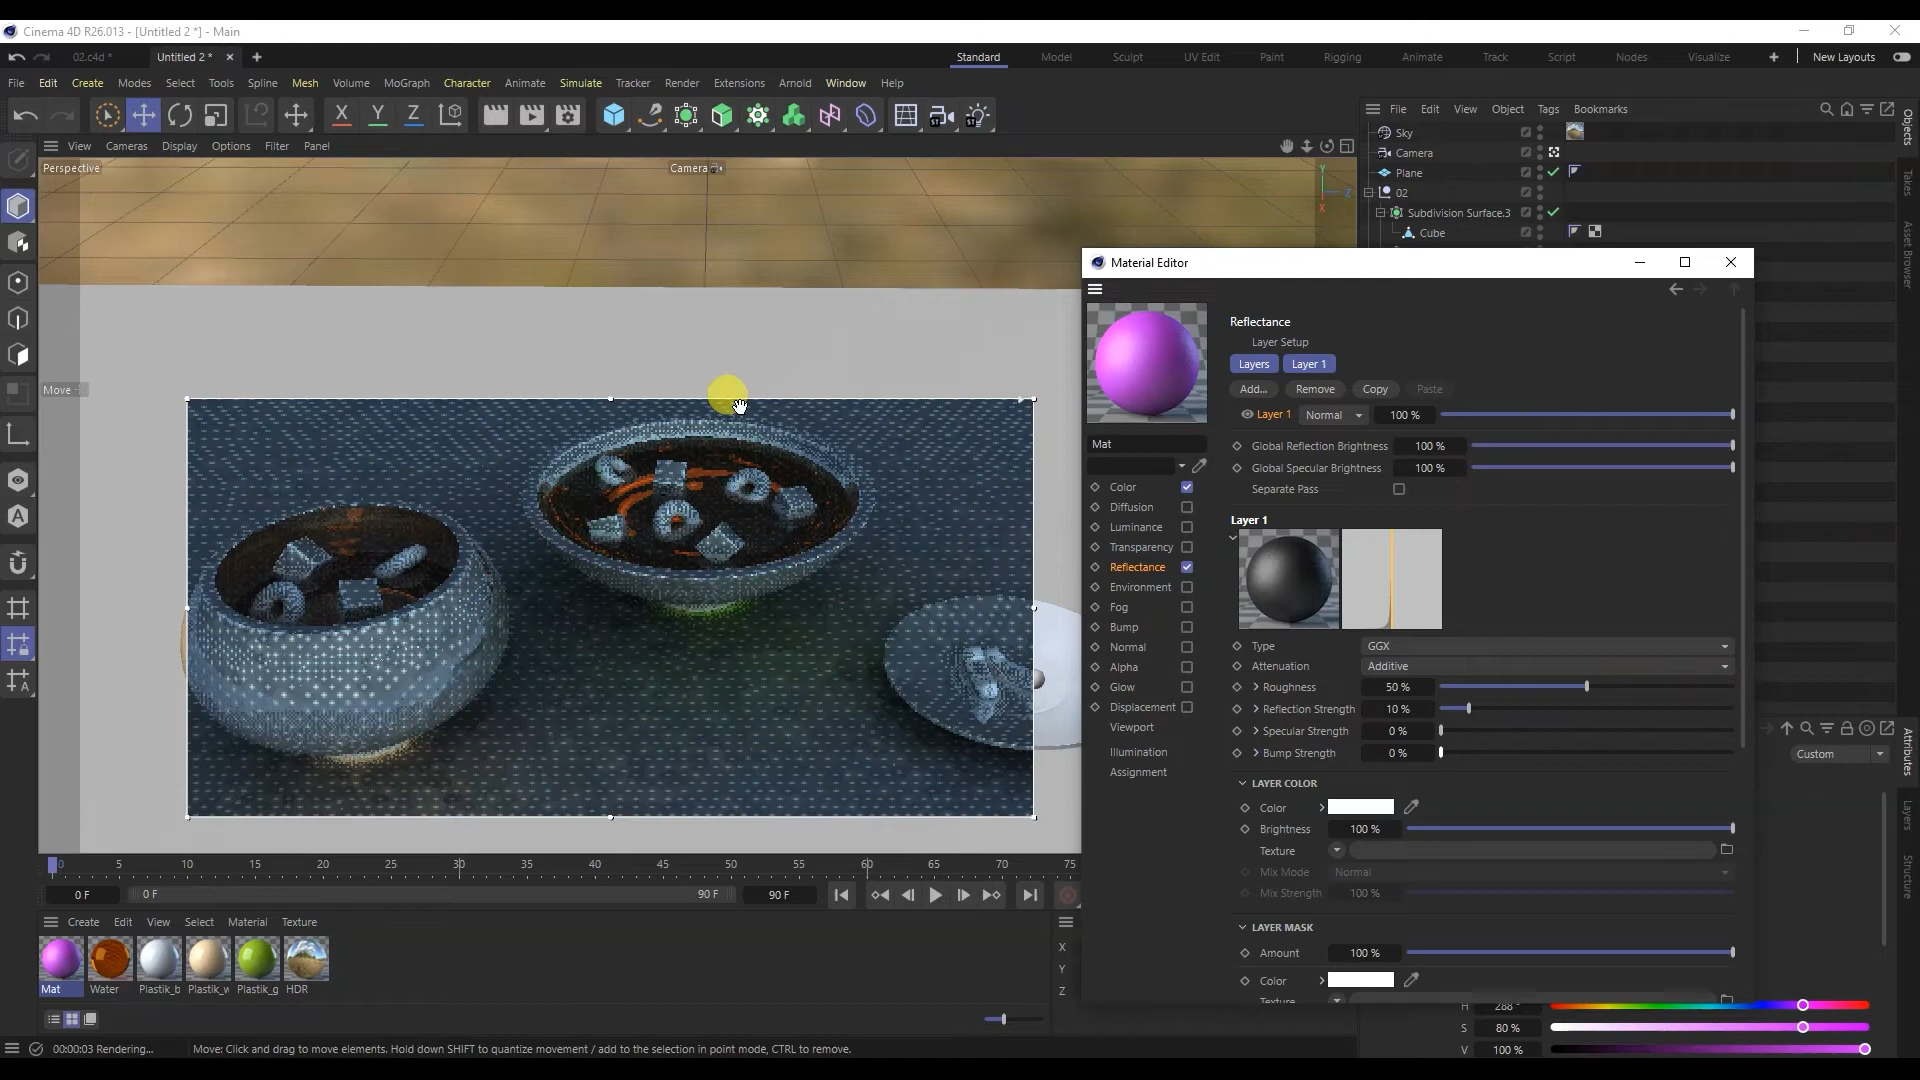 Cinema 4D R26.013 - [Untitled 2 *] - Main
02.c4d *
Untitled 2 *
Standard
Model
Sculpt
UV Edit
Paint
Rigging
Animate
Track
Script
Nodes
Visualize
New Layouts
File
Edit
Create
Modes
Select
Tools
Spline
Mesh
Volume
MoGraph
Character
Animate
Simulate
Tracker
Render
Extensions
Arnold
Window
Help
X
Y
Z
File
Edit
View
Object
Tags
Bookmarks
View
Cameras
Display
Options
Filter
Panel
Perspective
Camera
Y
Z
X
Sky
Camera
Plane
02
Subdivision Surface.3
Cube
Objects
Takes
Asset Browser
Move
Material Editor
Reflectance
Layer Setup
Layers
Layer 1
Add...
Remove
Copy
Paste
Layer 1
Normal
100 %
Mat
Global Reflection Brightness
100 %
Global Specular Brightness
100 %
Separate Pass
Color
Diffusion
Luminance
Transparency
Reflectance
Environment
Fog
Bump
Normal
Alpha
Glow
Displacement
Viewport
Illumination
Assignment
Layer 1
Type
GGX
Attenuation
Additive
Roughness
50 %
Reflection Strength
10 %
Specular Strength
0 %
Bump Strength
0 %
LAYER COLOR
Color
Brightness
100 %
Texture
Mix Mode
Normal
Mix Strength
100 %
LAYER MASK
Amount
100 %
Color
Texture
Custom
Attributes
Layers
Structure
0
5
10
15
20
25
30
35
40
45
50
55
60
65
70
75
0 F
0 F
90 F
90 F
Create
Edit
View
Select
Material
Texture
X
Y
Z
Mat
Water
Plastik_b
Plastik_w
Plastik_g
HDR
H
288 °
S
80 %
V
100 %
00:00:03 Rendering...
Move: Click and drag to move elements. Hold down SHIFT to quantize movement / add to the selection in point mode, CTRL to remove.